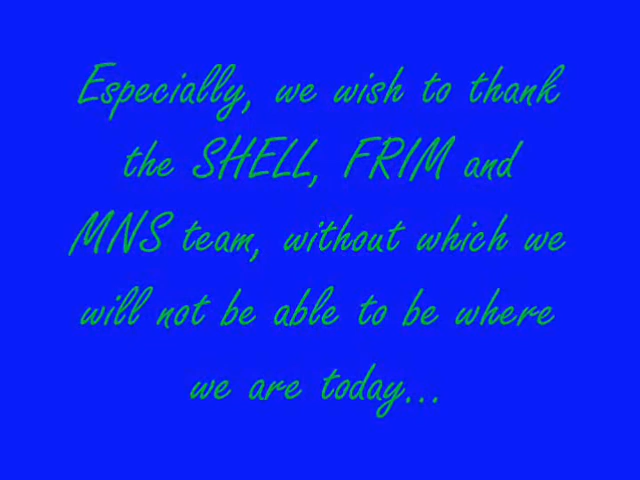 Especially, we wish to thank
the SHELL, FRIM and
MNS team, without which we
will not be able to be where
we are today...